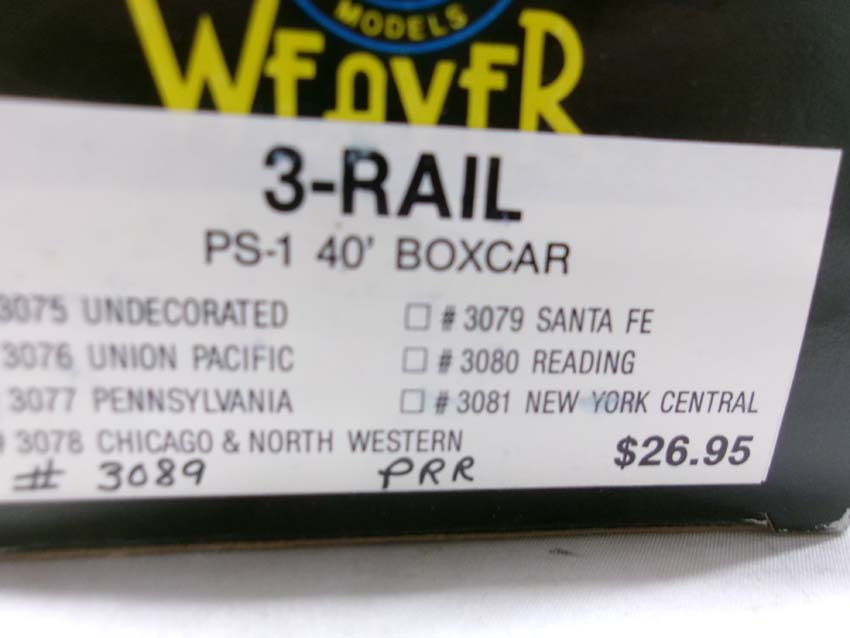 MODELS
WEAVER
3-RAIL
PS-1 40' BOXCAR
3075 UNDECORATED
3076 UNION PACIFIC
3077 PENNSYLVANIA
3078 CHICAGO & NORTH WESTERN
☐ # 3079 SANTA FE
☐ # 3080 READING
☐ # 3081 NEW YORK CENTRAL
$26.95
# 3089 PRR